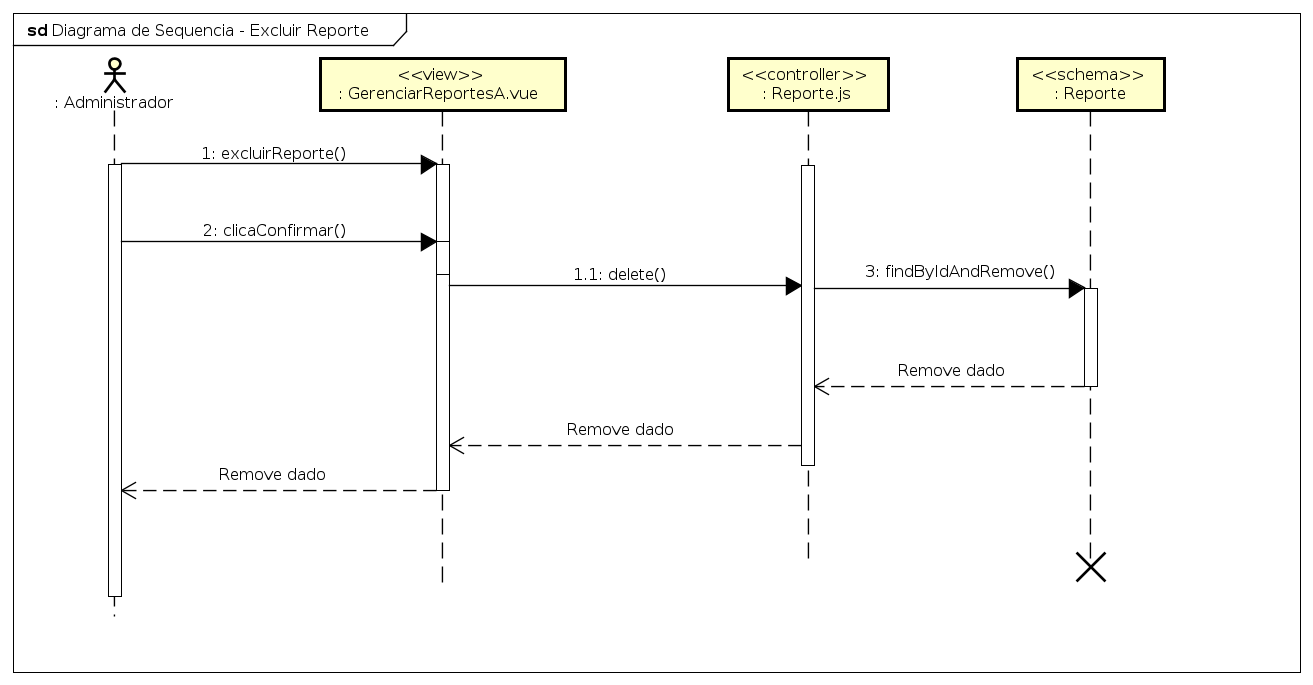 sd Diagrama de Sequencia - Excluir Reporte
: Administrador
<<view>>
: GerenciarReportesA.vue
<<controller>>
: Reporte.js
<<schema>>
: Reporte
1: excluirReporte()
2: clicaConfirmar()
1.1: delete()
3: findByIdAndRemove()
Remove dado
Remove dado
Remove dado